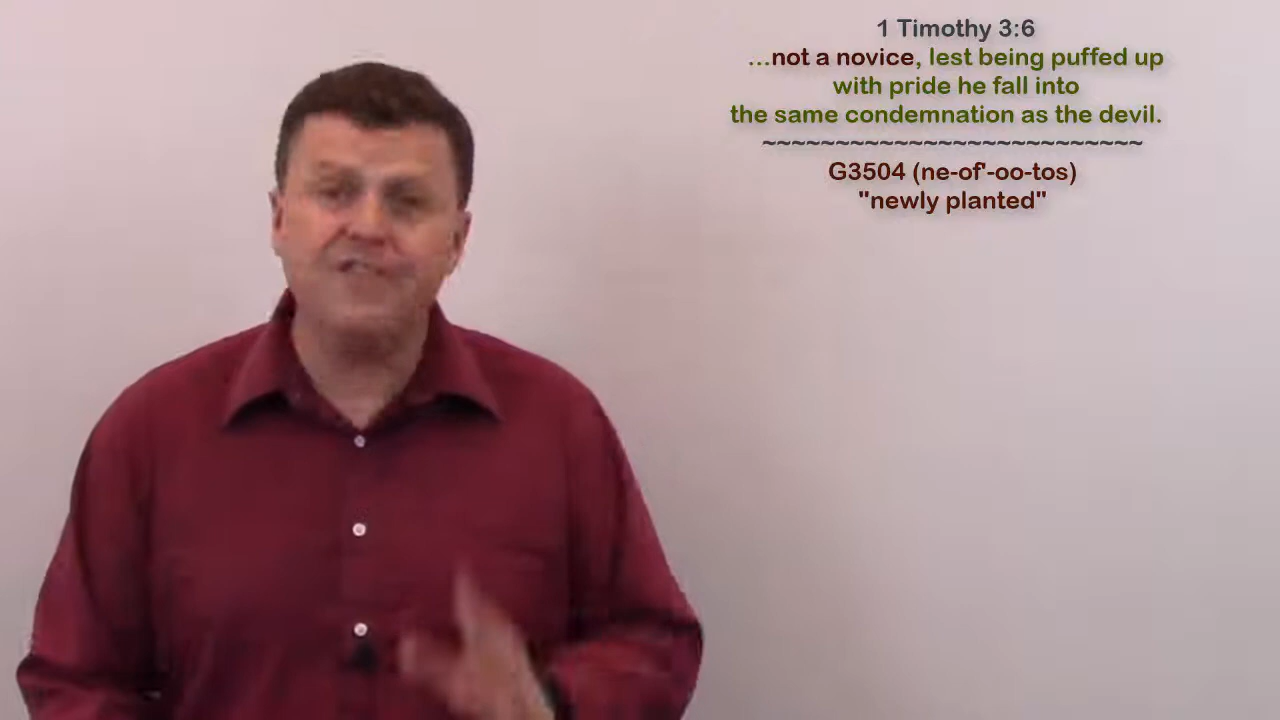 1 Timothy 3:6
...not a novice, lest being puffed up
with pride he fall into
the same condemnation as the devil.
~~~~~~~~~~~~~~~~~~~~~~~~~~
G3504 (ne-of'-oo-tos)
"newly planted"